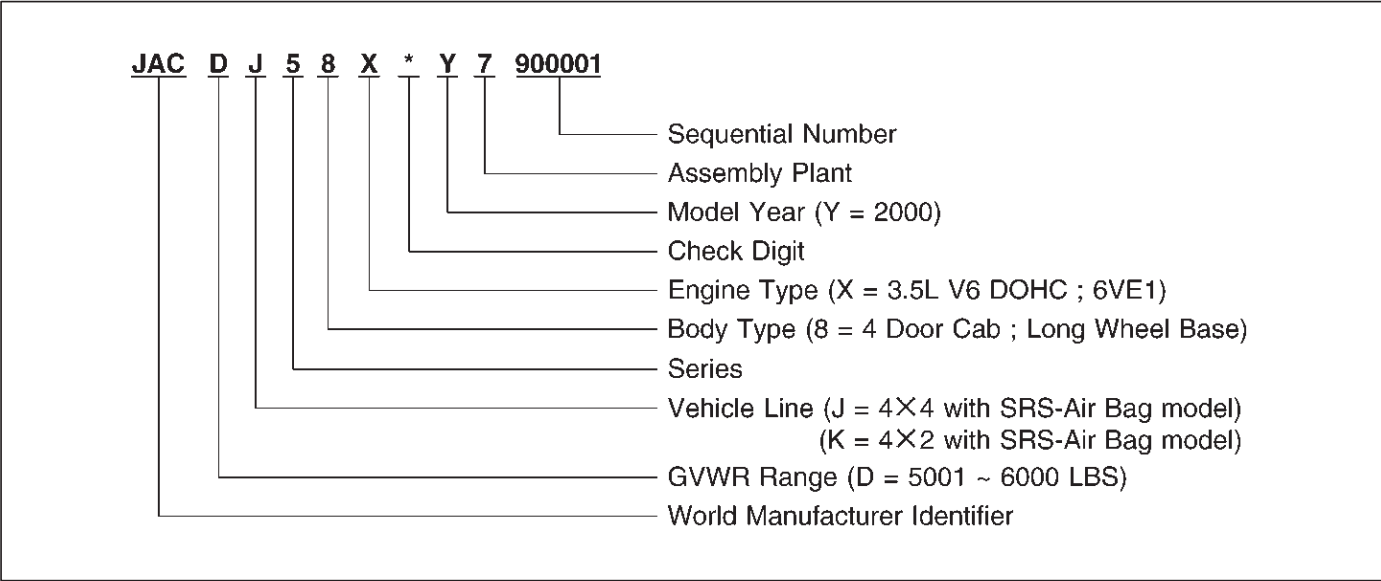 JAC D J 5 8 X * Y 7 900001
Sequential Number
Assembly Plant
Model Year (Y = 2000)
Check Digit
Engine Type (X = 3.5L V6 DOHC ; 6VE1)
Body Type (8 = 4 Door Cab ; Long Wheel Base)
Series
Vehicle Line (J = 4×4 with SRS-Air Bag model)
(K = 4×2 with SRS-Air Bag model)
GVWR Range (D = 5001 ~ 6000 LBS)
World Manufacturer Identifier